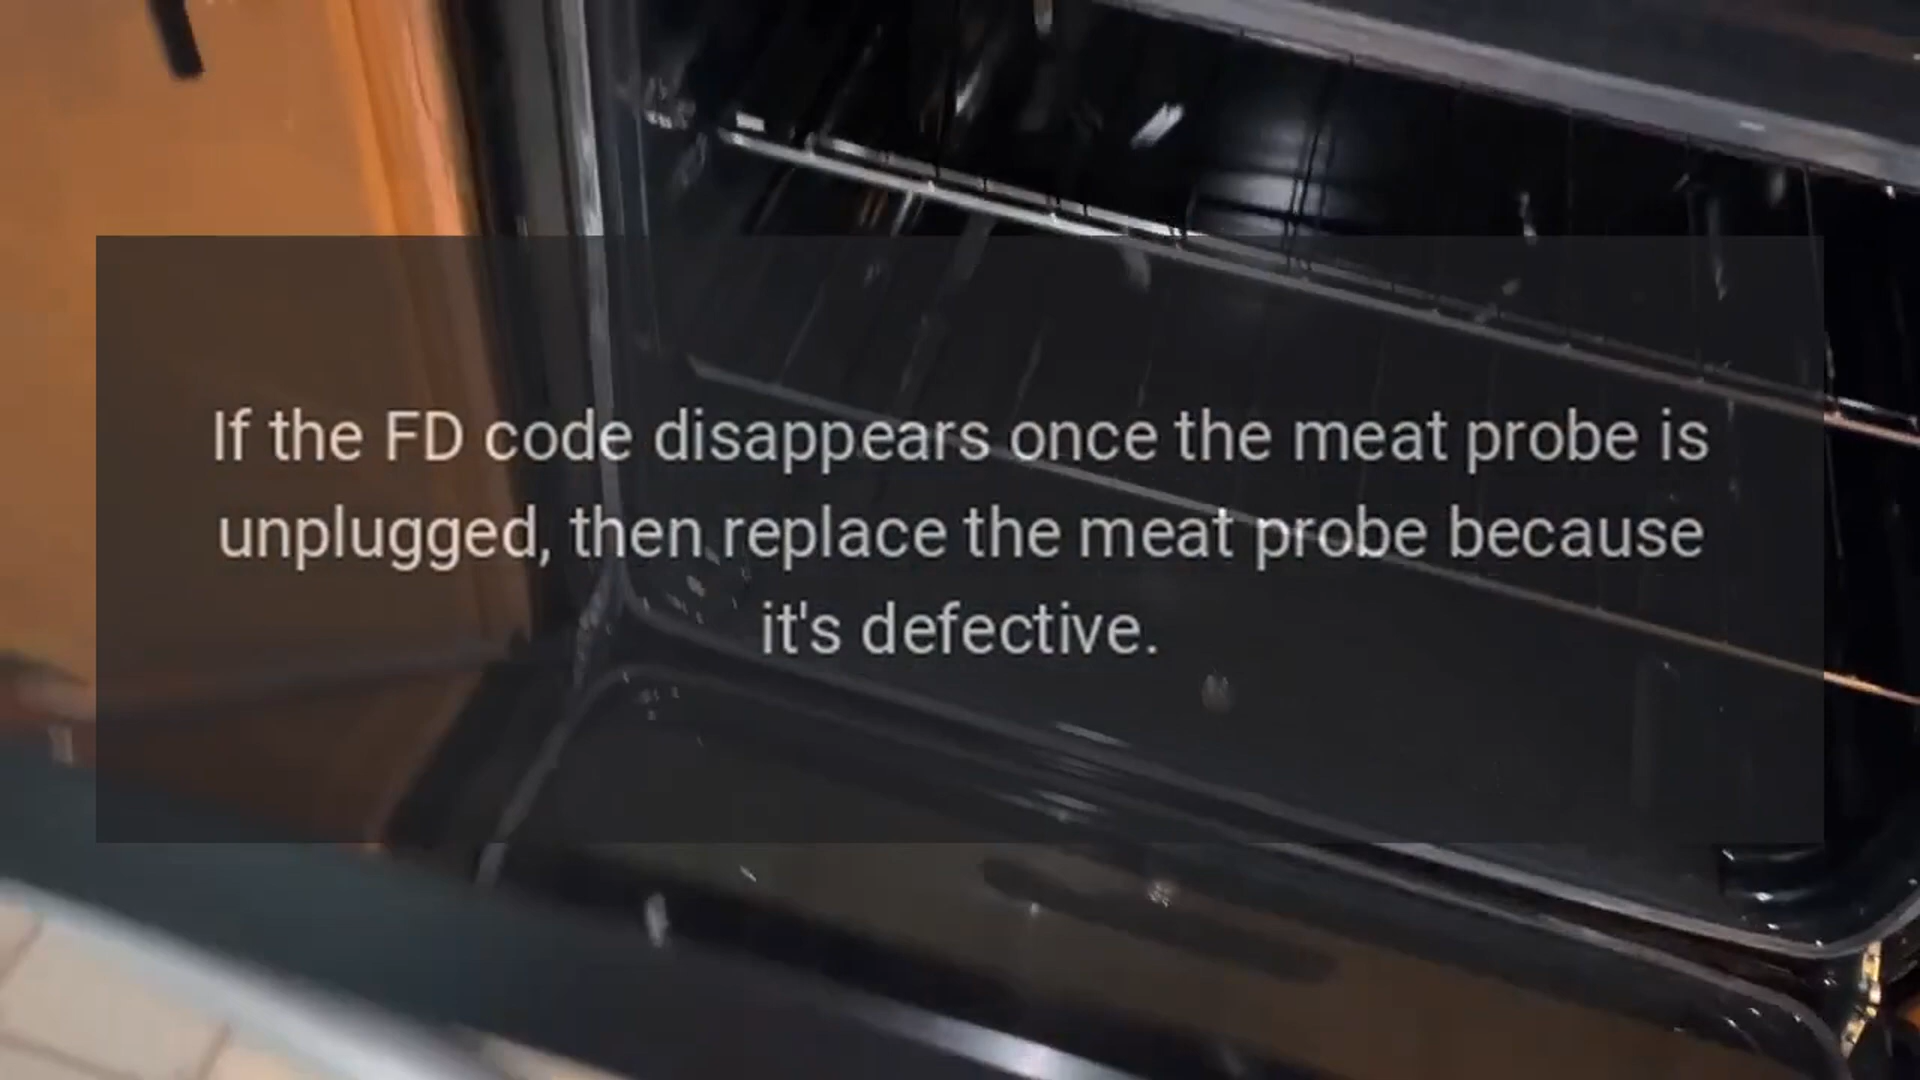 If the FD code disappears once the meat probe is
unplugged, then replace the meat probe because
it's defective.